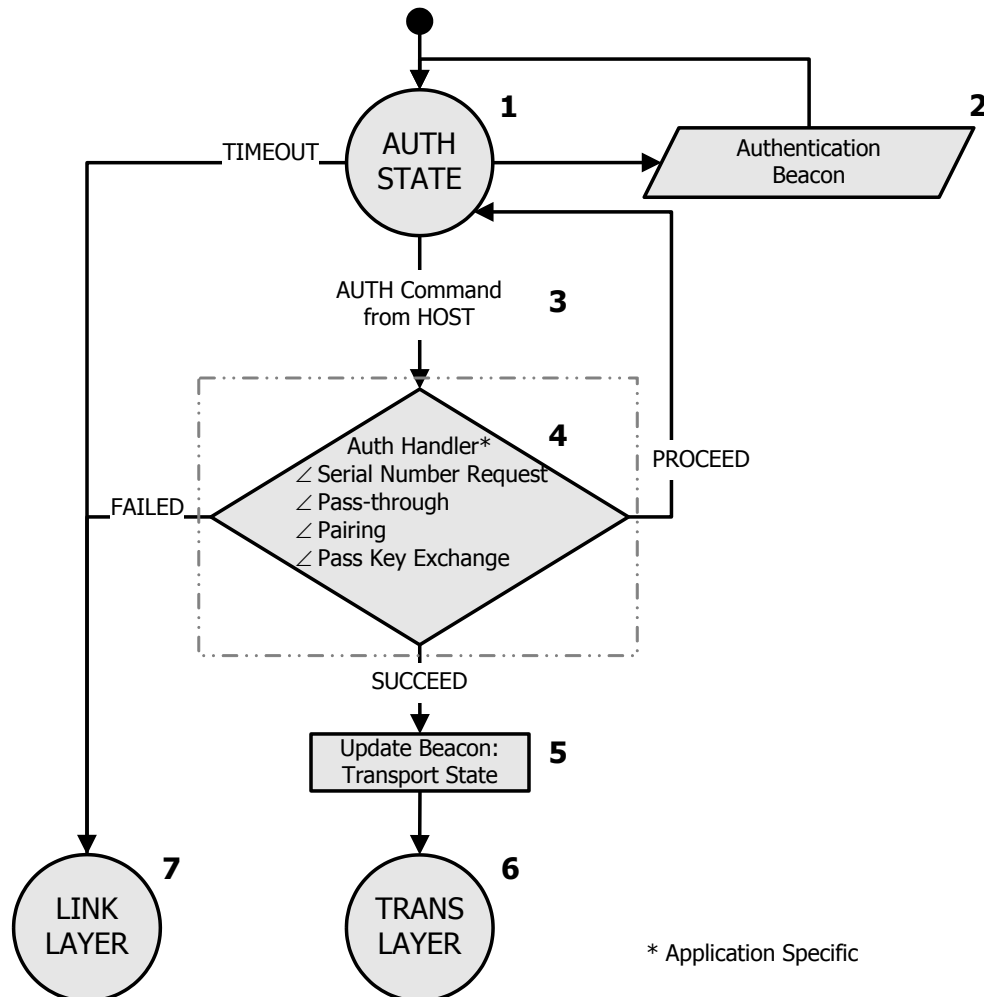 1
2
AUTH
STATE
TIMEOUT
Authentication
Beacon
AUTH Command
from HOST
3
4
Auth Handler*
∠ Serial Number Request
∠ Pass-through
∠ Pairing
∠ Pass Key Exchange
PROCEED
FAILED
SUCCEED
Update Beacon:
Transport State
5
7
6
LINK
LAYER
TRANS
LAYER
* Application Specific